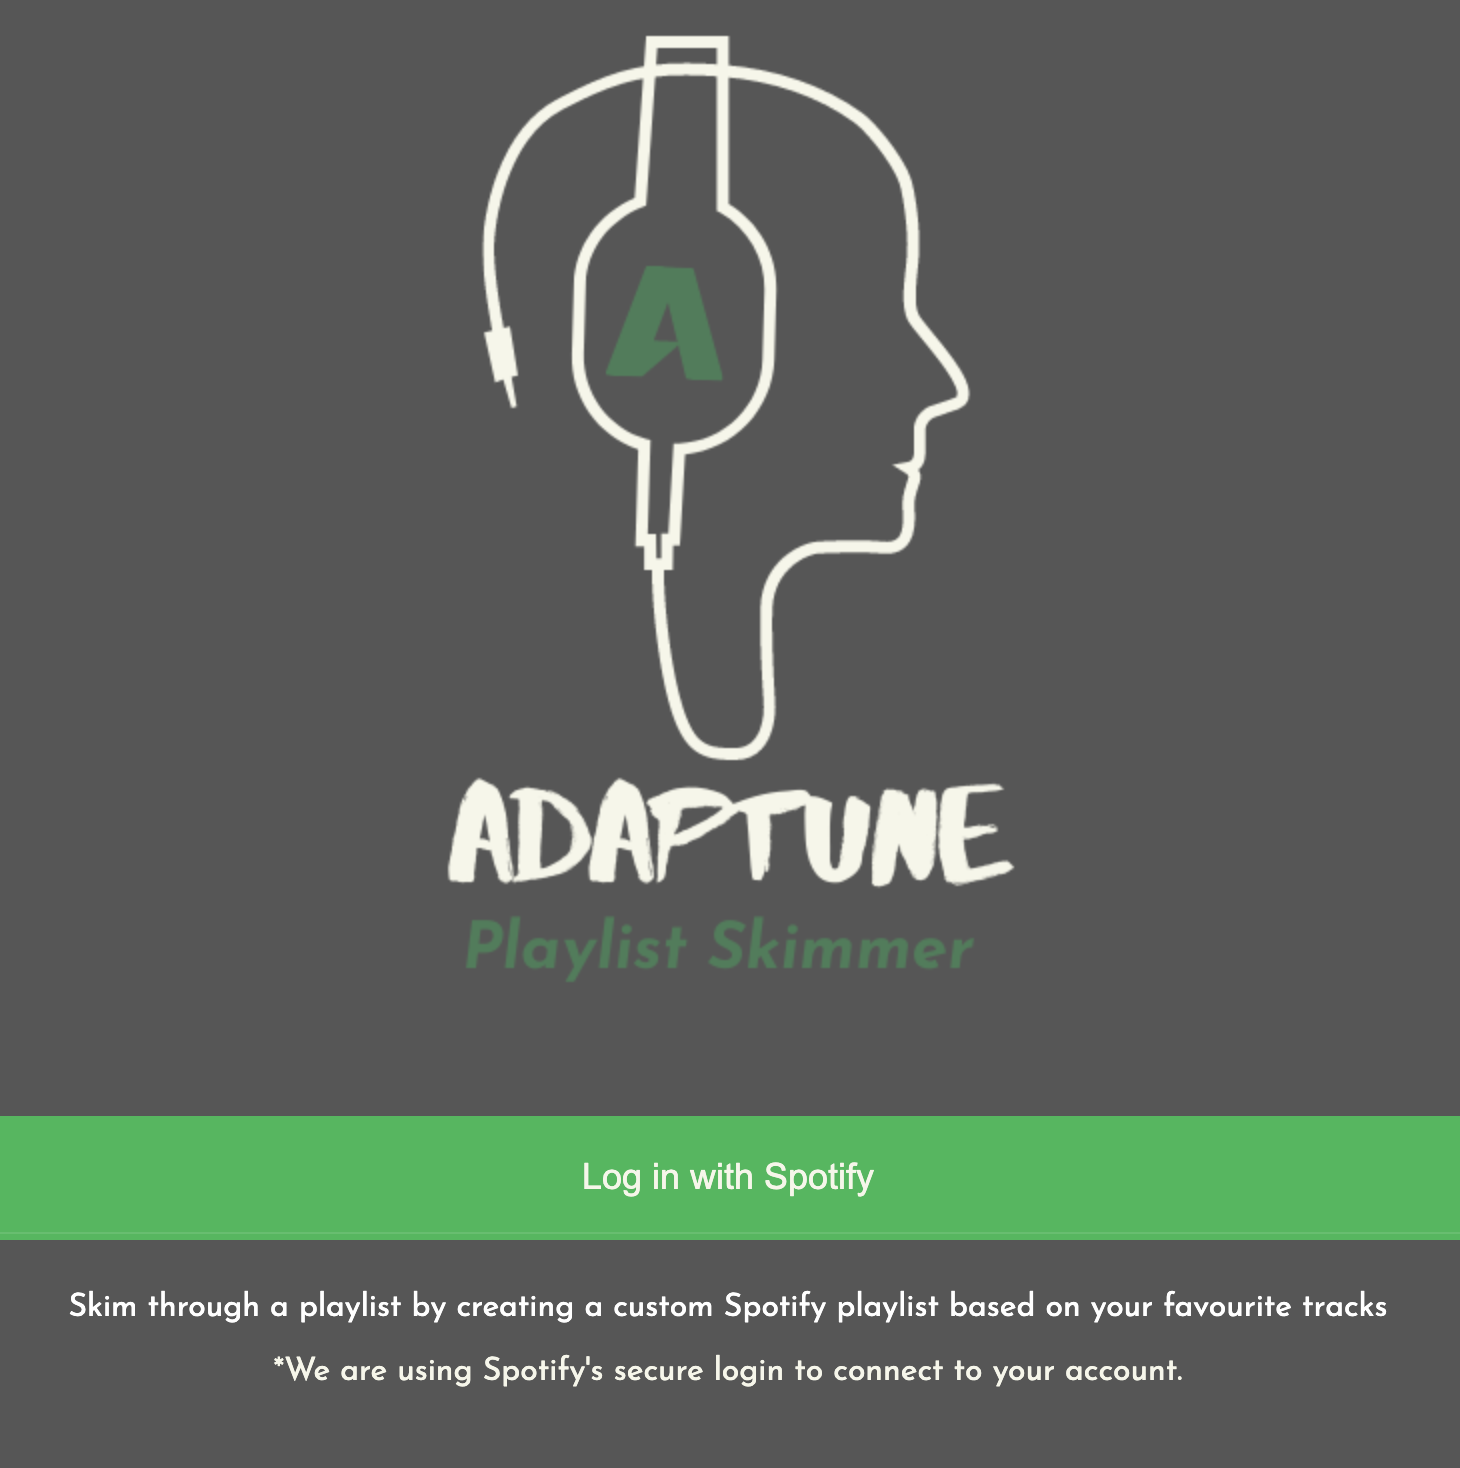 A
ADAPTUNE
Playlist Skimmer
Log in with Spotify
Skim through a playlist by creating a custom Spotify playlist based on your favourite tracks
*We are using Spotify's secure login to connect to your account.